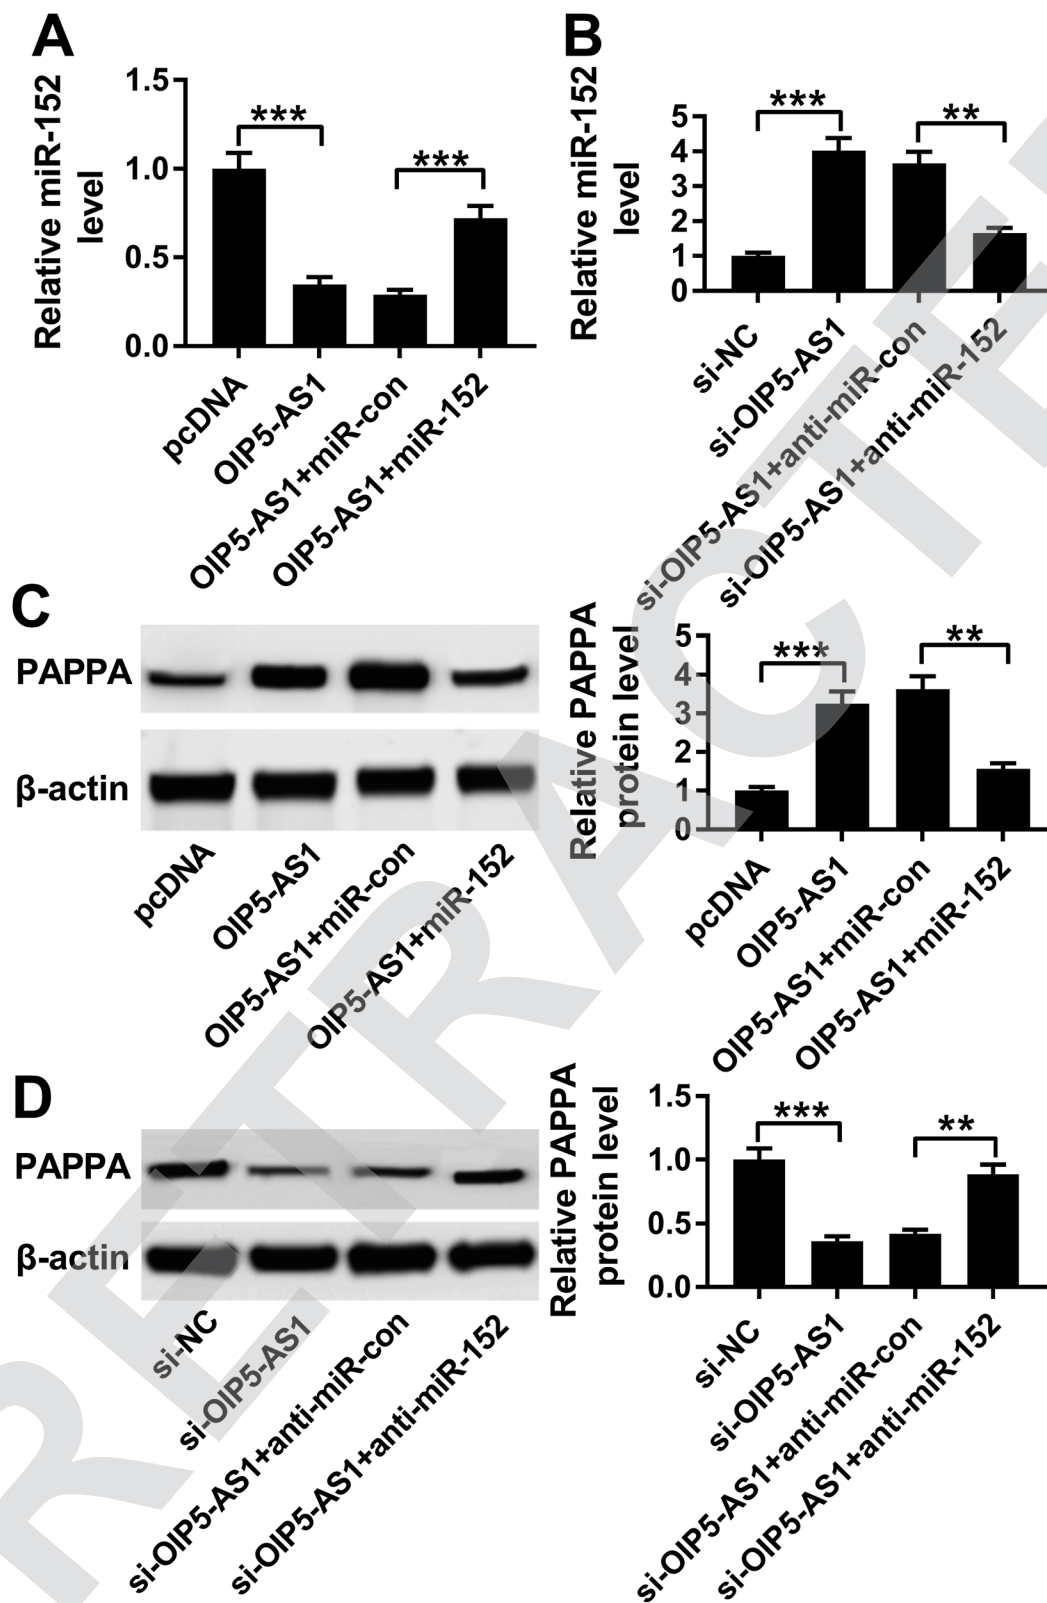 A
Relative miR-152
level
1.5
1.0
0.5
0.0
***
***
pcDNA
OIP5-AS1
OIP5-AS1+miR-con
OIP5-AS1+miR-152
B
Relative miR-152
level
5
4
3
2
1
0
***
**
si-NC
si-OIP5-AS1
si-OIP5-AS1+anti-miR-con
si-OIP5-AS1+anti-miR-152
C
PAPPA
β-actin
pcDNA
OIP5-AS1
OIP5-AS1+miR-con
OIP5-AS1+miR-152
Relative PAPPA
protein level
5
4
3
2
1
0
***
**
pcDNA
OIP5-AS1
OIP5-AS1+miR-con
OIP5-AS1+miR-152
D
PAPPA
β-actin
si-NC
si-OIP5-AS1
si-OIP5-AS1+anti-miR-con
si-OIP5-AS1+anti-miR-152
Relative PAPPA
protein level
1.5
1.0
0.5
0.0
***
**
si-NC
si-OIP5-AS1
si-OIP5-AS1+anti-miR-con
si-OIP5-AS1+anti-miR-152
RETRACTE